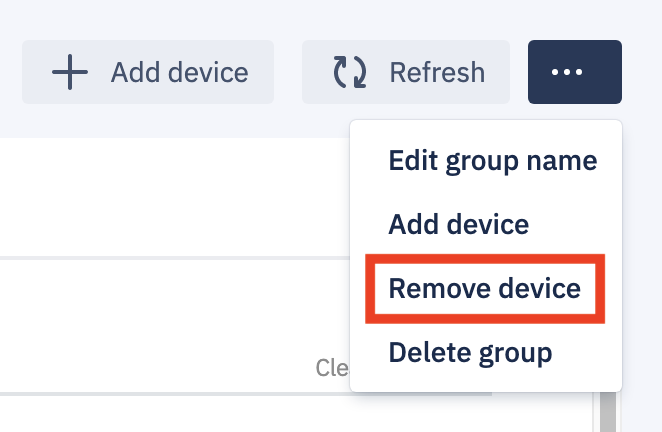 Add device
Refresh
Edit group name
Add device
Remove device
Delete group